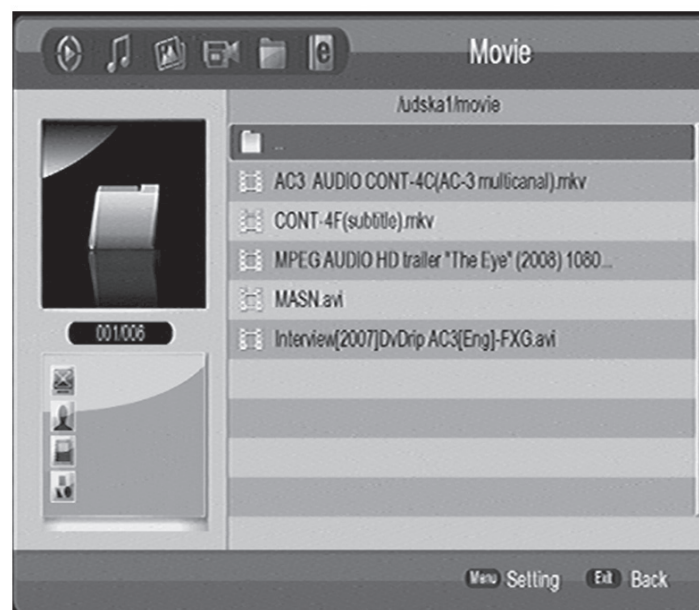 Movie
/udska1/movie
..
AC3 AUDIO CONT-4C(AC-3 multicanal).mkv
CONT-4F(subtitle).mkv
MPEG AUDIO HD trailer "The Eye" (2008) 1080...
MASN.avi
Interview[2007]DvDrip AC3[Eng]-FXG.avi
001/006
Menu Setting Exit Back